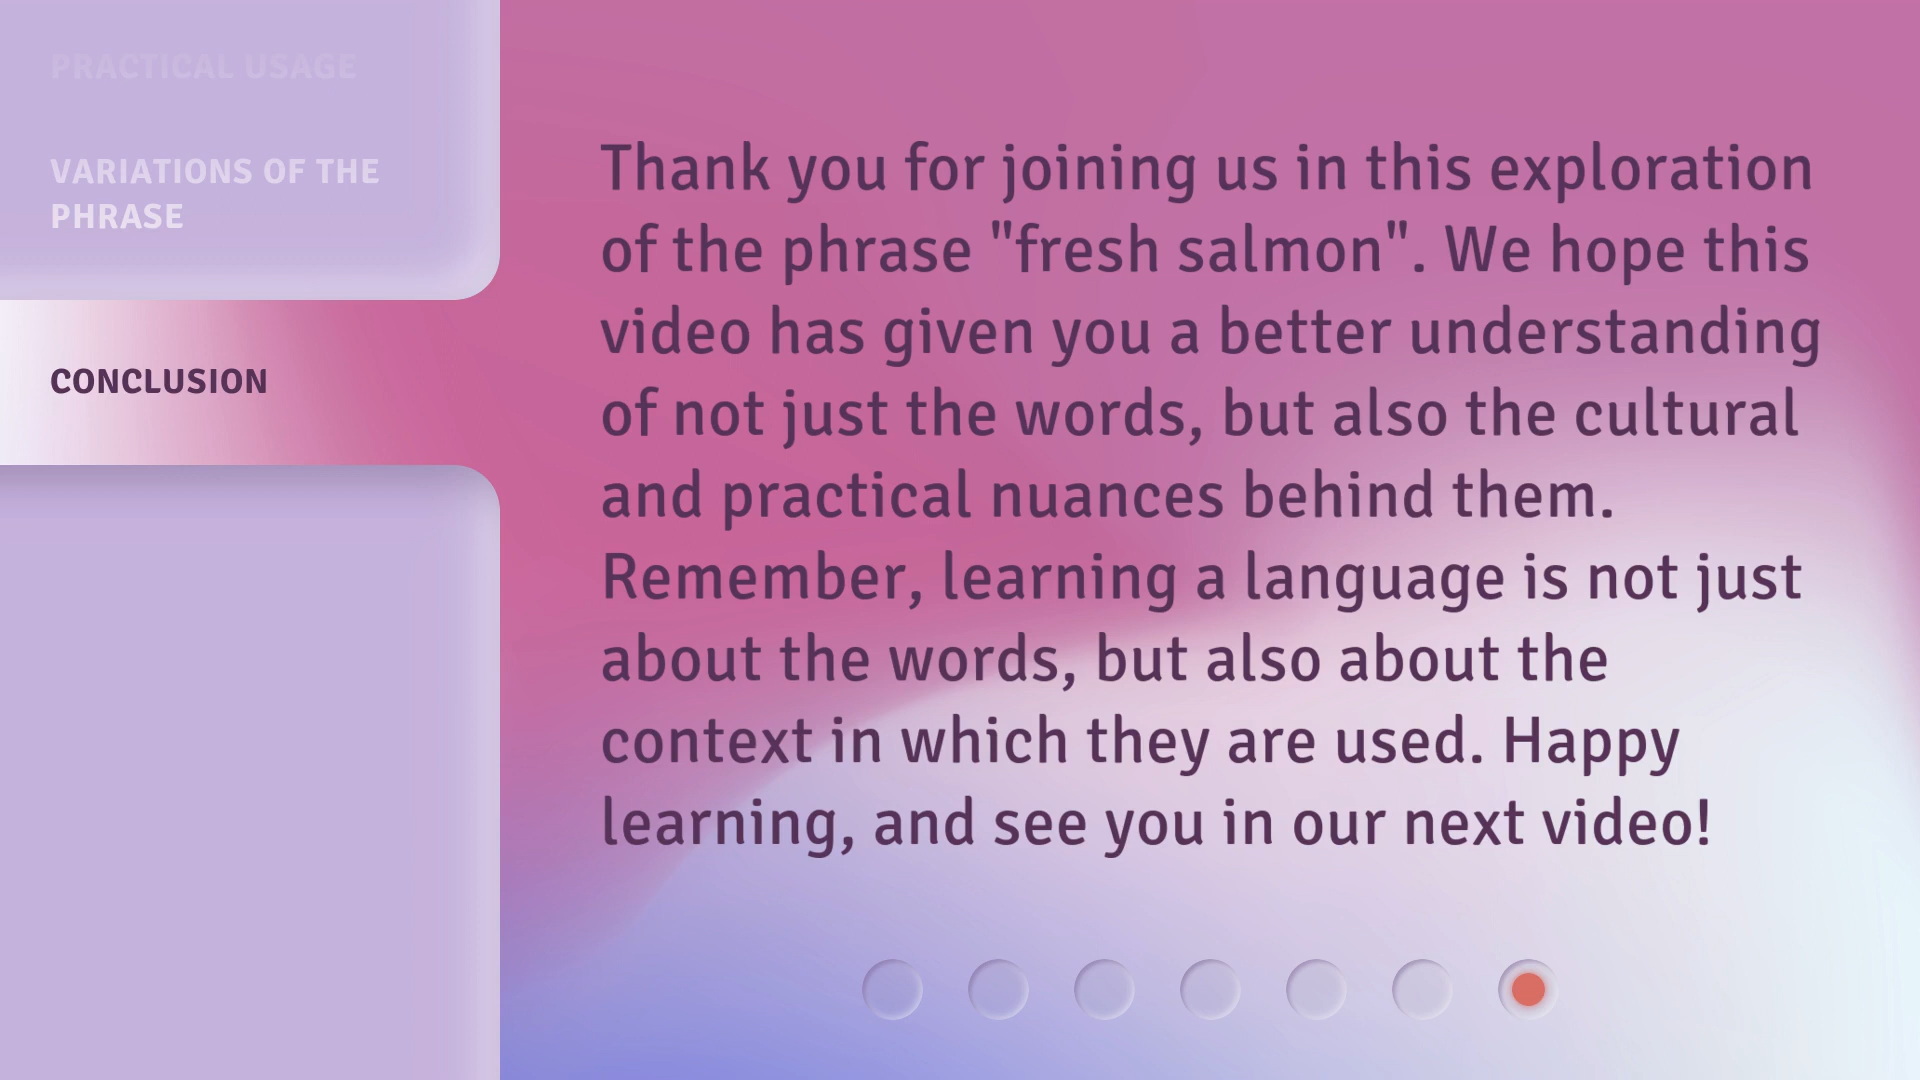 PRACTICAL USAGE
VARIATIONS OF THE
PHRASE
CONCLUSION
Thank you for joining us in this exploration
of the phrase "fresh salmon". We hope this
video has given you a better understanding
of not just the words, but also the cultural
and practical nuances behind them.
Remember, learning a language is not just
about the words, but also about the
context in which they are used. Happy
learning, and see you in our next video!